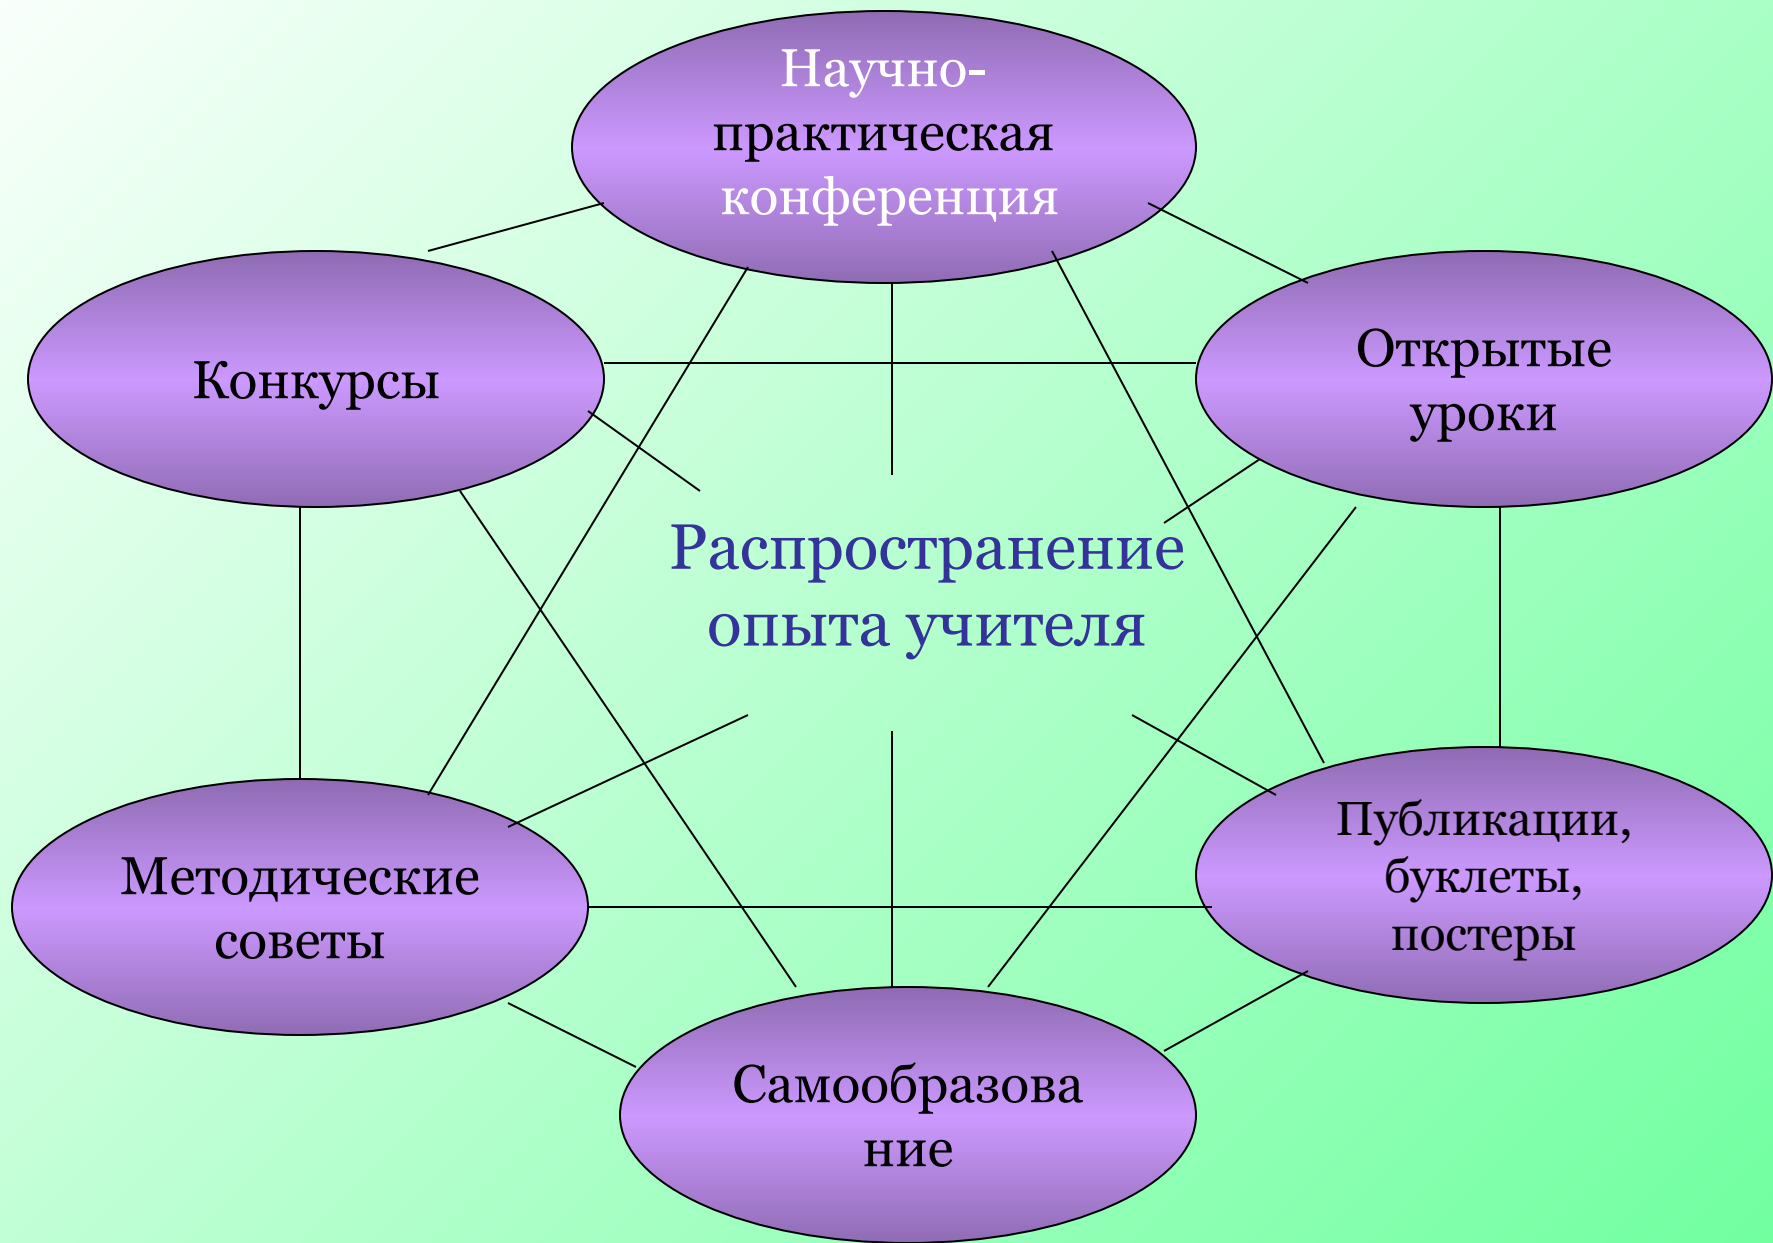 Научно-
практическая
конференция
Конкурсы
Открытые
уроки
Распространение
опыта учителя
Методические
советы
Публикации,
буклеты,
постеры
Самообразова
ние